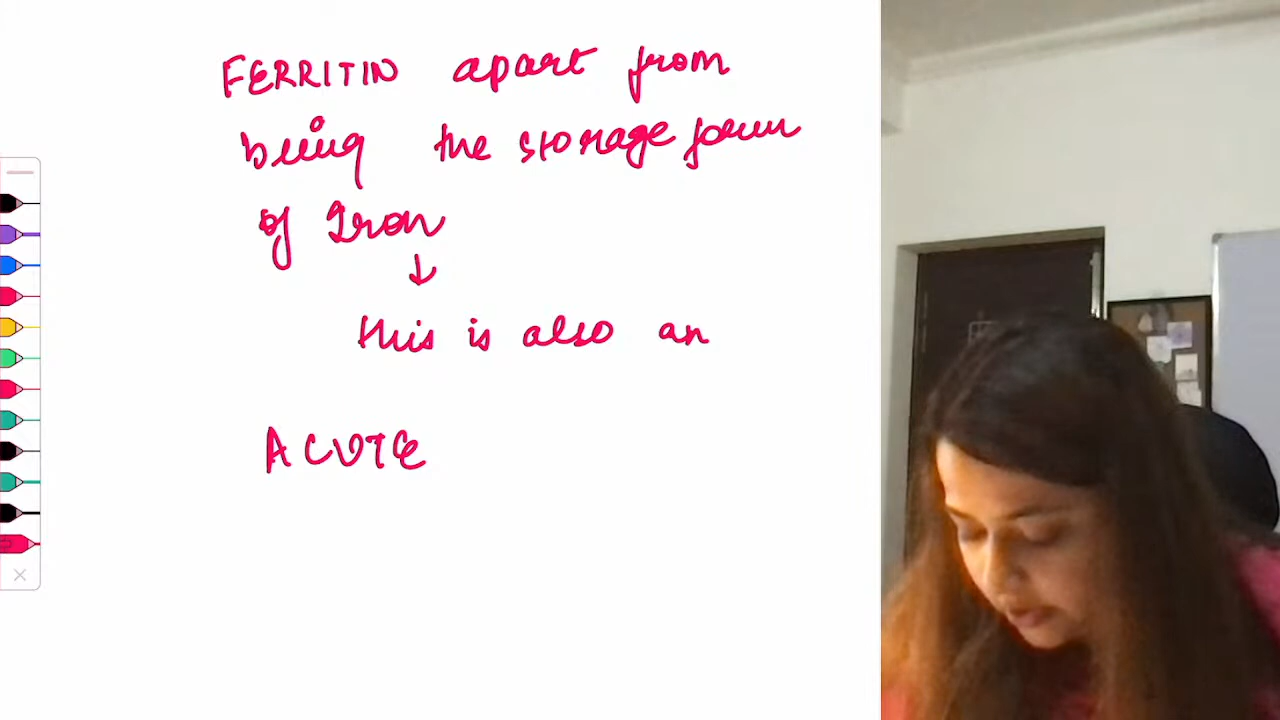 FERRITIN apart from
being the storage form
of Iron
↓
this is also an
ACUTE